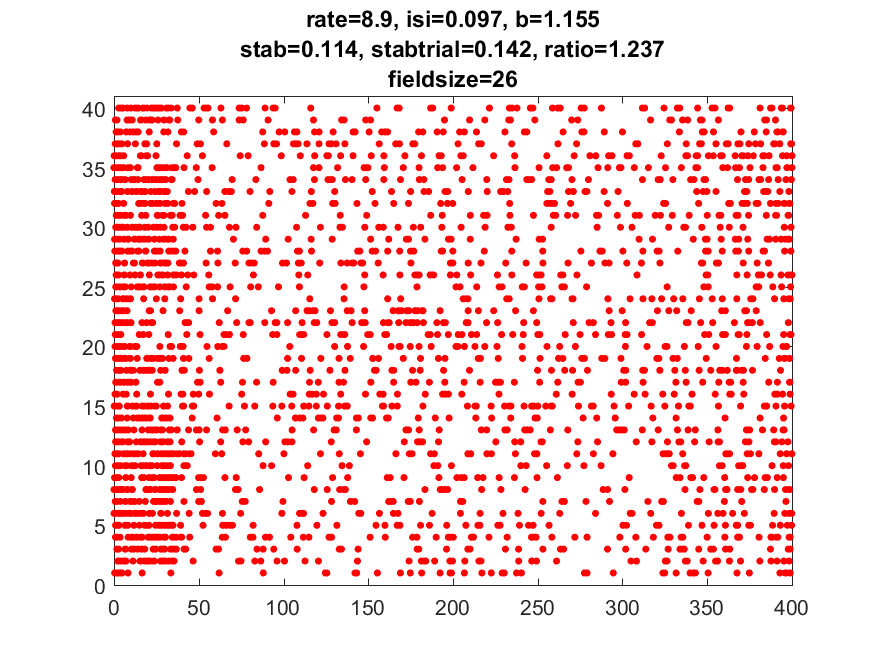 rate=8.9, isi=0.097, b=1.155
stab=0.114, stabtrial=0.142, ratio=1.237
fieldsize=26
40
35
30
25
20
15
10
5
0
0 50 100 150 200 250 300 350 400